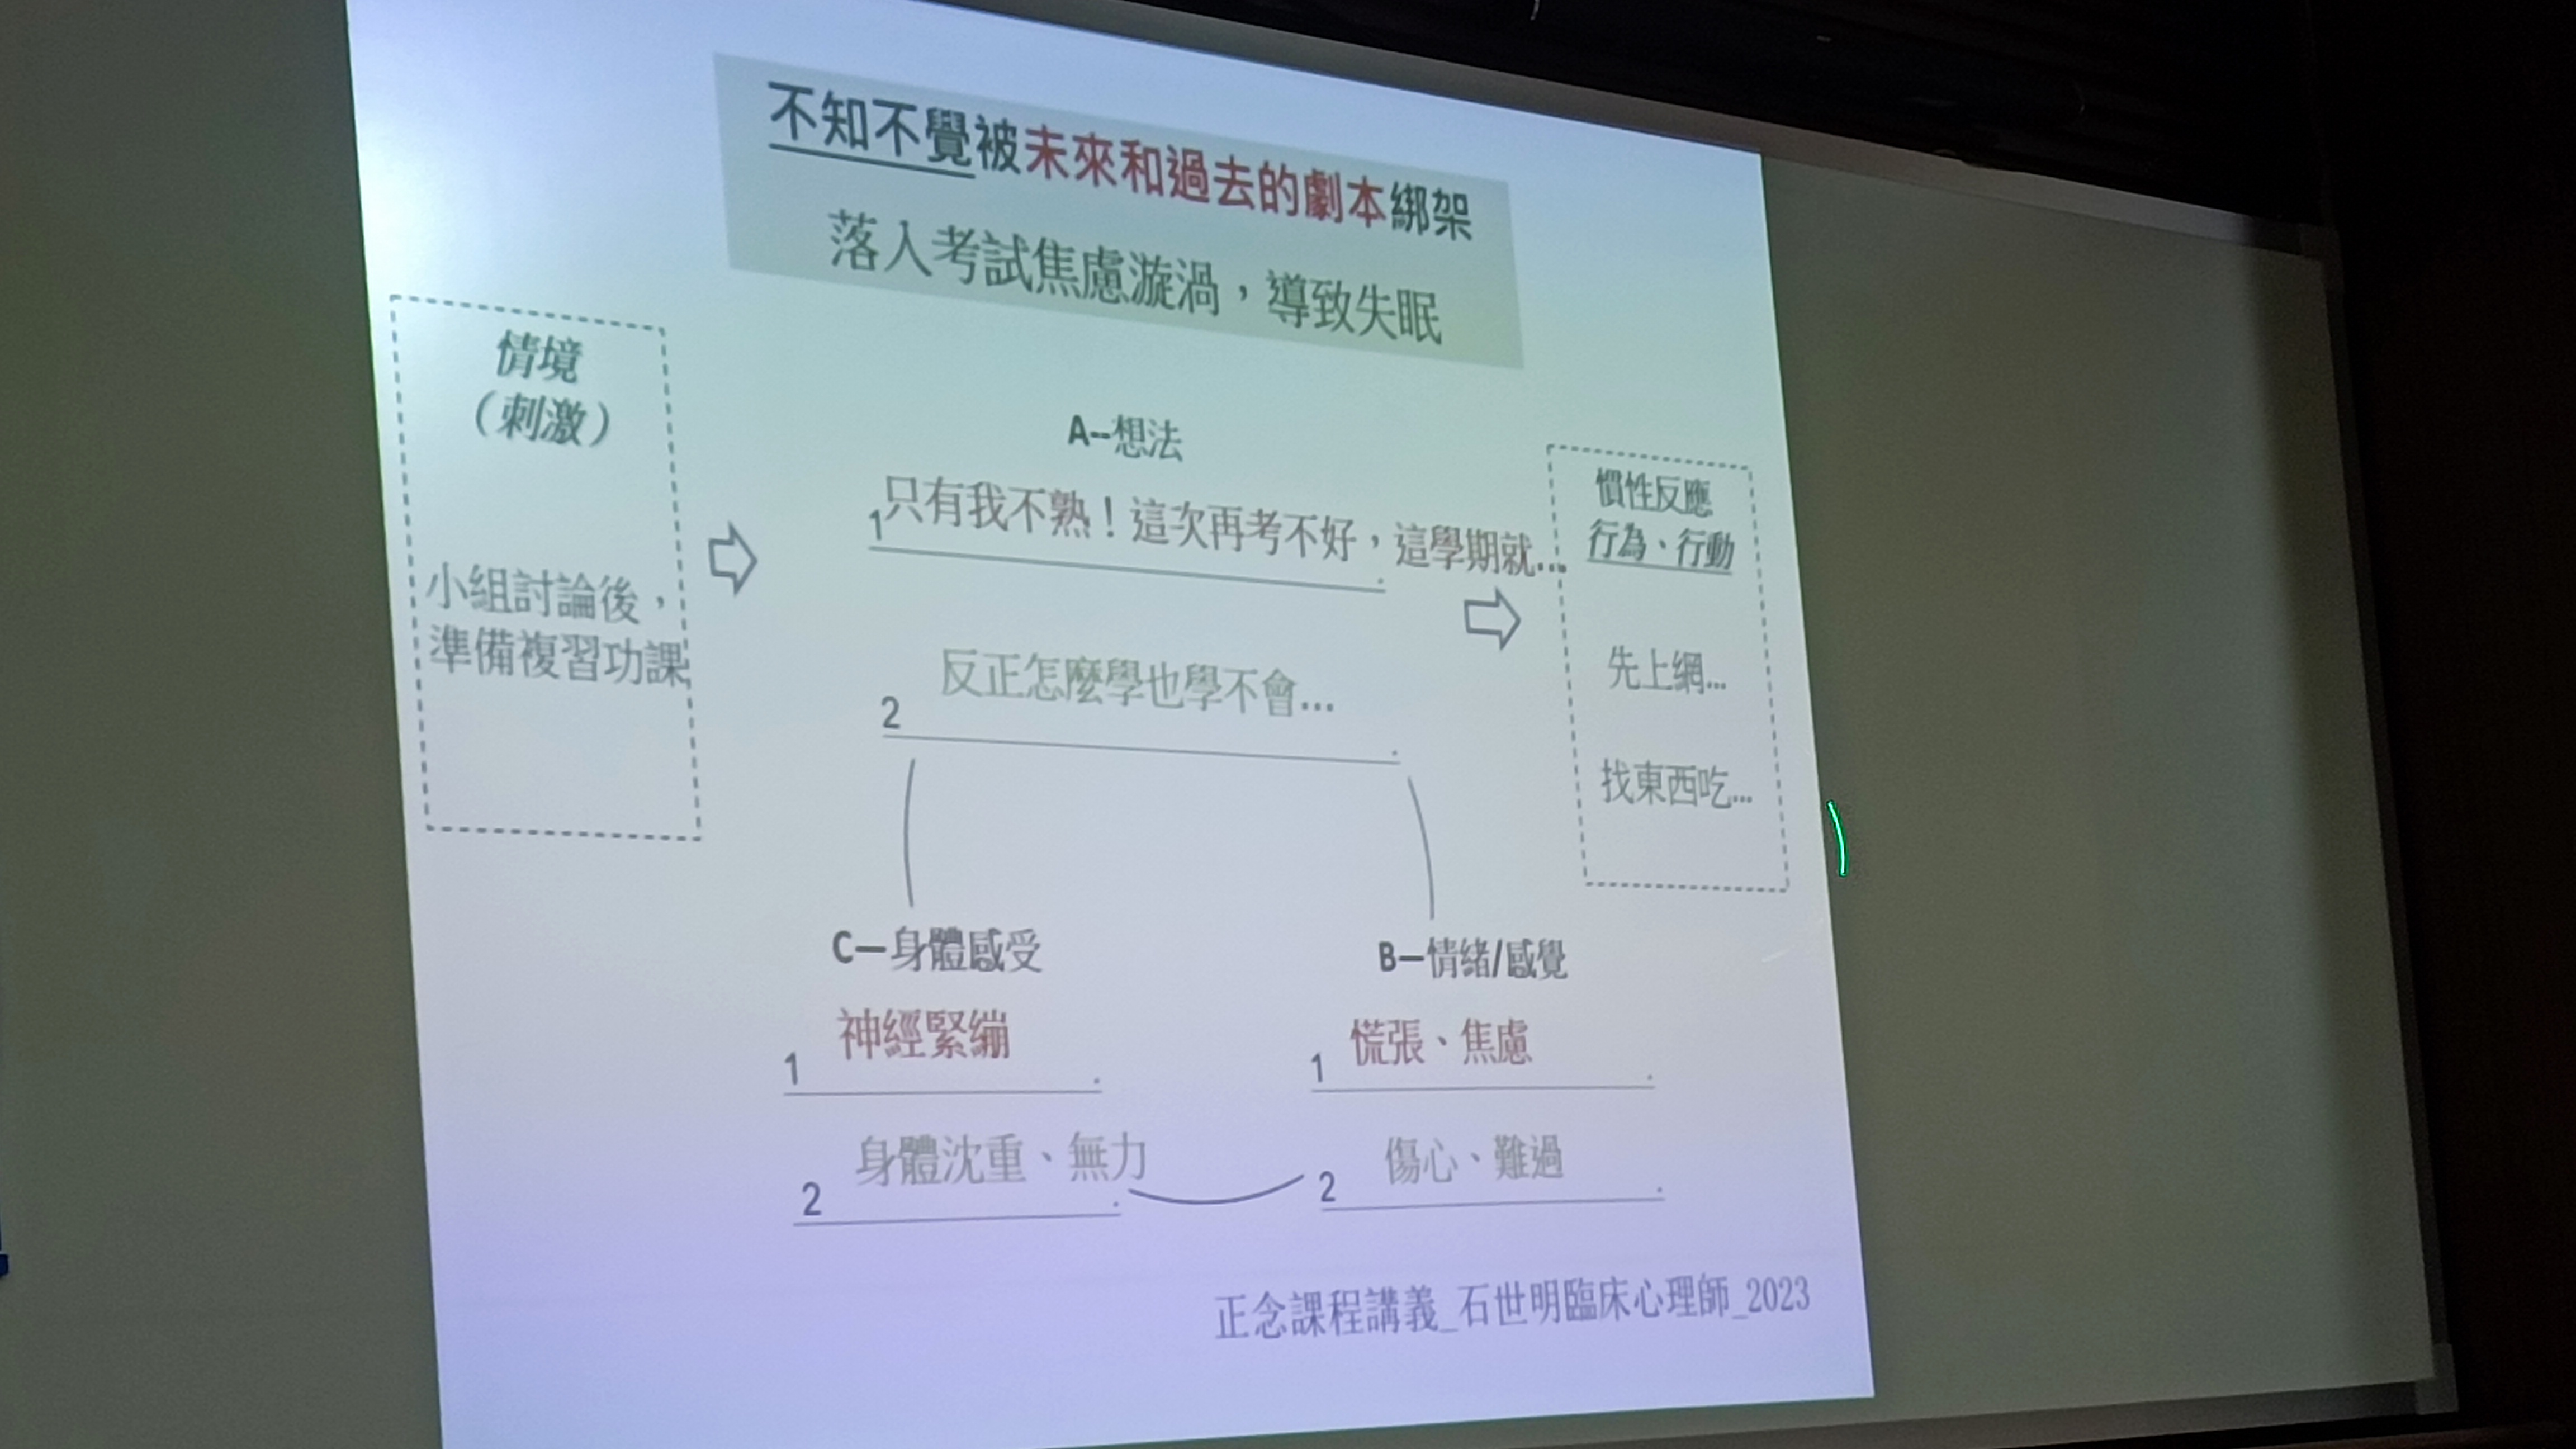 不知不覺被未來和過去的劇本綁架
落入考試焦慮漩渦，導致失眠
情境
（刺激）
小組討論後，
準備複習功課
A--想法
1 只有我不熟！這次再考不好，這學期就...
2 反正怎麼學也學不會...
慣性反應
行為、行動
先上網...
找東西吃...
C—身體感受
1 神經緊繃
2 身體沈重、無力
B—情緒/感覺
1 慌張、焦慮
2 傷心、難過
正念課程講義_石世明臨床心理師_2023